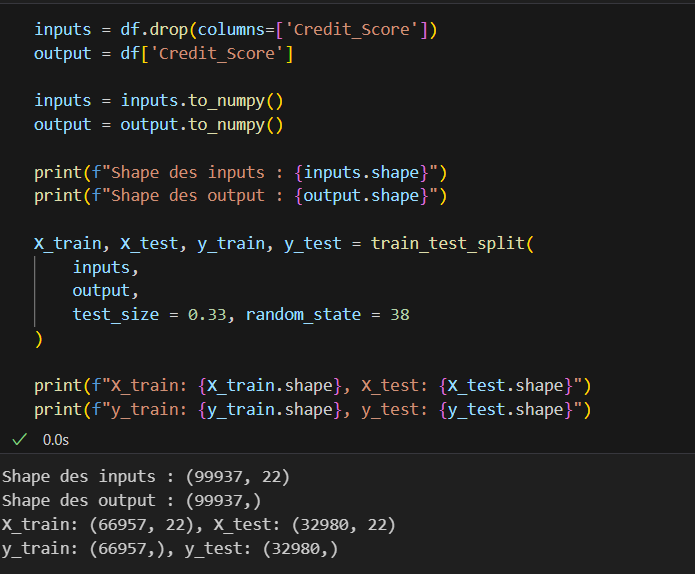 inputs = df.drop(columns=['Credit_Score'])
output = df['Credit_Score']
inputs = inputs.to_numpy()
output = output.to_numpy()
print(f"Shape des inputs : {inputs.shape}")
print(f"Shape des output : {output.shape}")
X_train, X_test, y_train, y_test = train_test_split(
    inputs,
    output,
    test_size = 0.33, random_state = 38
)
print(f"X_train: {X_train.shape}, X_test: {X_test.shape}")
print(f"y_train: {y_train.shape}, y_test: {y_test.shape}")
0.0s
Shape des inputs : (99937, 22)
Shape des output : (99937,)
X_train: (66957, 22), X_test: (32980, 22)
y_train: (66957,), y_test: (32980,)